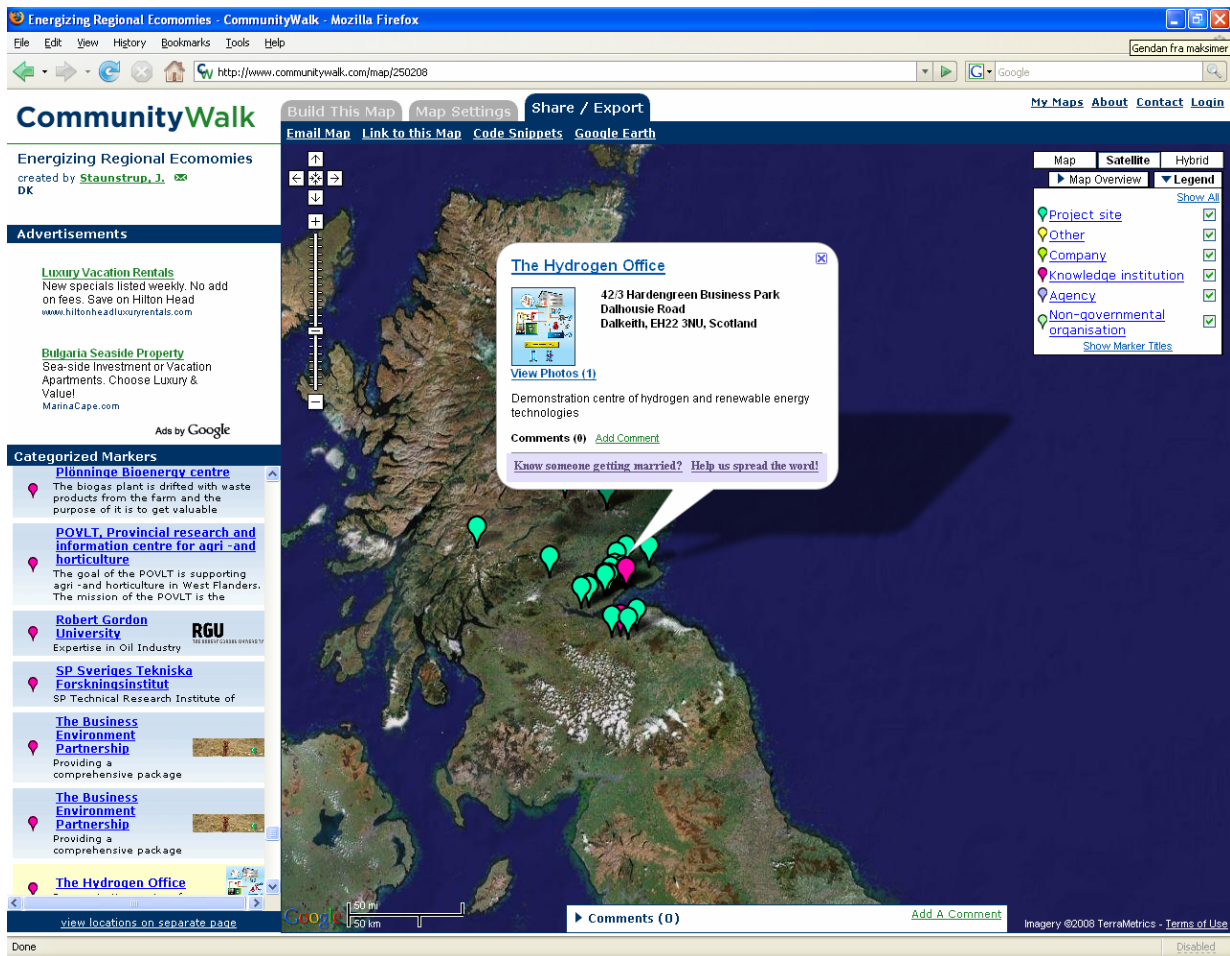 Energizing Regional Ecomomies - CommunityWalk - Mozilla Firefox
File Edit View History Bookmarks Tools Help
Gendan fra maksimer
http://www.communitywalk.com/map/250208
Google
CommunityWalk
Build This Map Map Settings Share / Export
My Maps About Contact Login
Email Map Link to this Map Code Snippets Google Earth
Energizing Regional Ecomomies
created by Staunstrup, J.
DK
Advertisements
Luxury Vacation Rentals
New specials listed weekly. No add
on fees. Save on Hilton Head
www.hiltonheadluxuryrentals.com
Bulgaria Seaside Property
Sea-side Investment or Vacation
Apartments. Choose Luxury &
Value!
MarinaCape.com
Ads by Google
Categorized Markers
Plönninge Bioenergy centre
The biogas plant is drifted with waste
products from the farm and the
purpose of it is to get valuable
POVLT, Provincial research and
information centre for agri -and
horticulture
The goal of the POVLT is supporting
agri -and horticulture in West Flanders.
The mission of the POVLT is the
Robert Gordon
University
RGU
Expertise in Oil Industry
SP Sveriges Tekniska
Forskningsinstitut
SP Technical Research Institute of
The Business
Environment
Partnership
Providing a
comprehensive package
The Business
Environment
Partnership
Providing a
comprehensive package
The Hydrogen Office
view locations on separate page
Map Satellite Hybrid
Map Overview Legend
Show All
Project site
Other
Company
Knowledge institution
Agency
Non-governmental
organisation
Show Marker Titles
The Hydrogen Office
42/3 Hardengreen Business Park
Dalhousie Road
Dalkeith, EH22 3NU, Scotland
View Photos (1)
Demonstration centre of hydrogen and renewable energy
technologies
Comments (0) Add Comment
Know someone getting married? Help us spread the word!
Google
50 mi
50 km
Comments (0)
Add A Comment
Imagery ©2008 TerraMetrics - Terms of Use
Done
Disabled